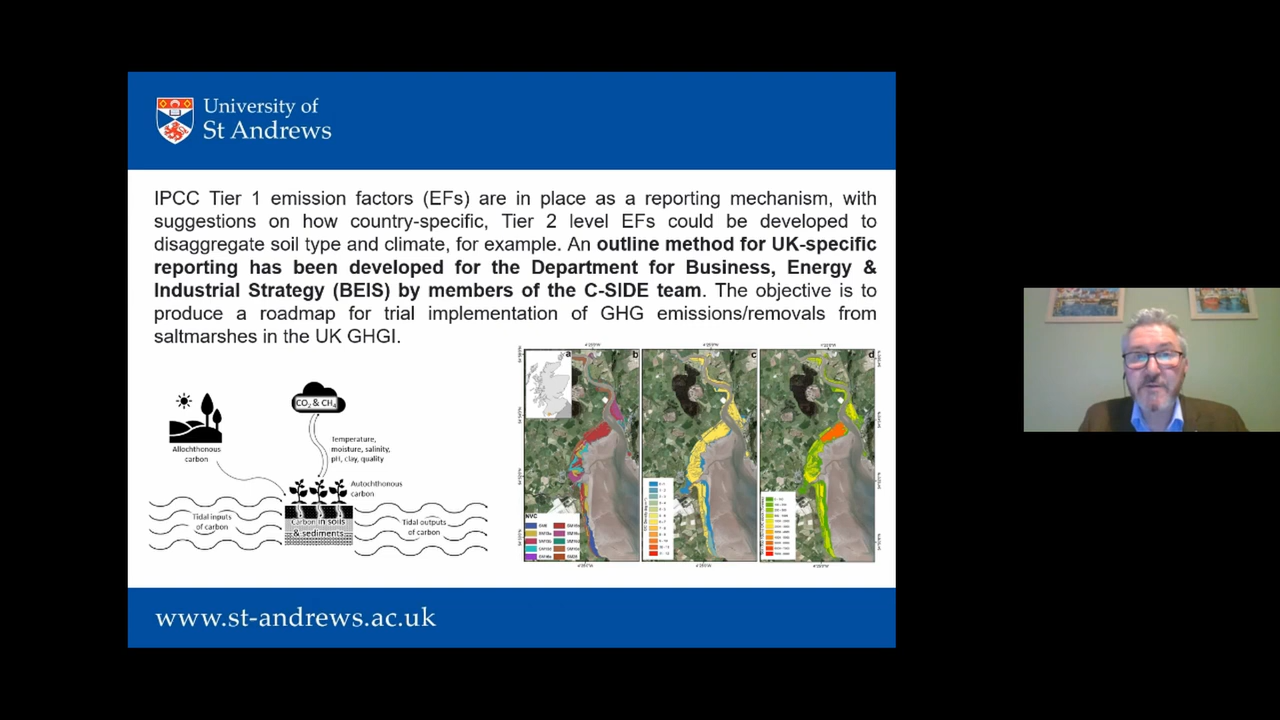 University of
St Andrews
IPCC Tier 1 emission factors (EFs) are in place as a reporting mechanism, with
suggestions on how country-specific, Tier 2 level EFs could be developed to
disaggregate soil type and climate, for example. An outline method for UK-specific
reporting has been developed for the Department for Business, Energy &
Industrial Strategy (BEIS) by members of the C-SIDE team. The objective is to
produce a roadmap for trial implementation of GHG emissions/removals from
saltmarshes in the UK GHGI.
CO2 & CH4
Allochthonous
carbon
Temperature,
moisture, salinity,
pH, clay, quality
Autochthonous
carbon
Tidal inputs
of carbon
Carbon in soils
& sediments
Tidal outputs
of carbon
a
b
c
d
NVC
www.st-andrews.ac.uk